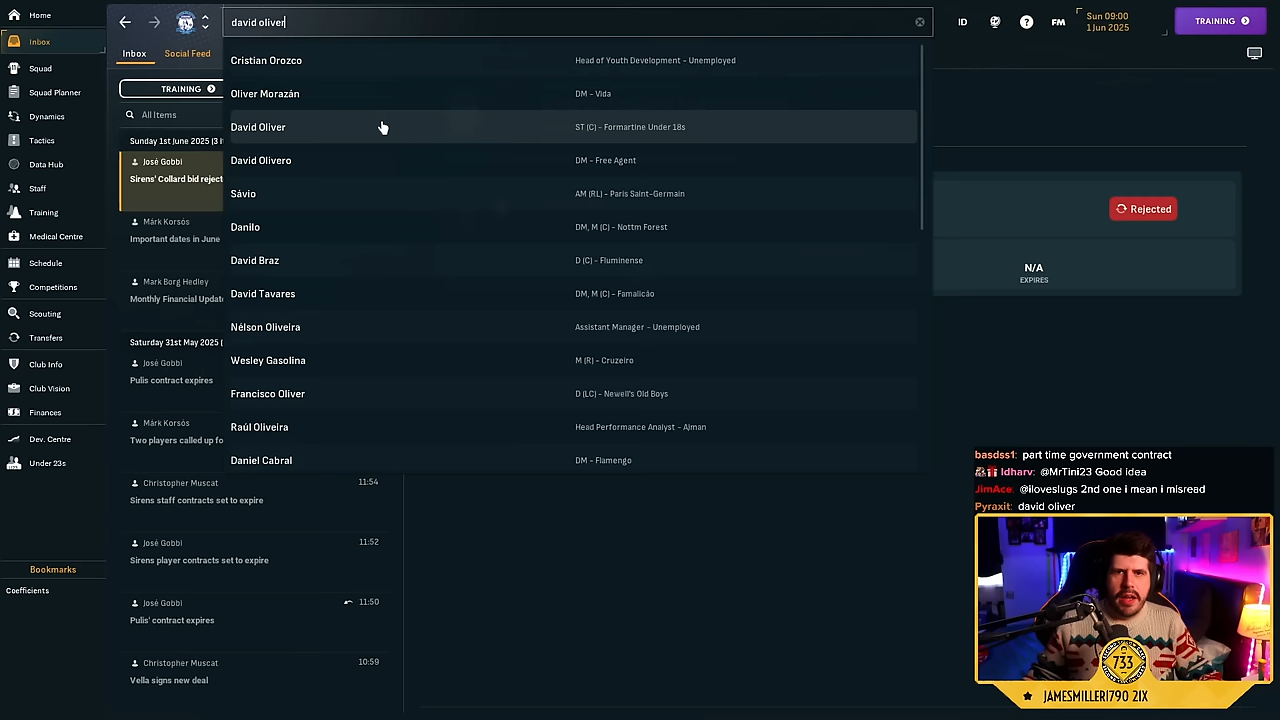 Home
Inbox
Squad
Squad Planner
Dynamics
Tactics
Data Hub
Staff
Training
Medical Centre
Schedule
Competitions
Scouting
Transfers
Club Info
Club Vision
Finances
Dev. Centre
Under 23s
Bookmarks
Coefficients
david oliver
ID
FM
Sun 09:00
1 Jun 2025
TRAINING
Inbox
Social Feed
TRAINING
All Items
Sunday 1st June 2025 (3 i
José Gobbi
Sirens' Collard bid reject
Márk Korsós
Important dates in June
Mark Borg Hedley
Monthly Financial Update
Saturday 31st May 2025 (
José Gobbi
Pulis contract expires
Márk Korsós
Two players called up fo
Christopher Muscat
11:54
Sirens staff contracts set to expire
José Gobbi
11:52
Sirens player contracts set to expire
José Gobbi
11:50
Pulis' contract expires
Christopher Muscat
10:59
Vella signs new deal
Cristian Orozco
Head of Youth Development - Unemployed
Oliver Morazán
DM - Vida
David Oliver
ST (C) - Formartine Under 18s
David Olivero
DM - Free Agent
Sávio
AM (RL) - Paris Saint-Germain
Danilo
DM, M (C) - Nottm Forest
David Braz
D (C) - Fluminense
David Tavares
DM, M (C) - Famalicão
Nélson Oliveira
Assistant Manager - Unemployed
Wesley Gasolina
M (R) - Cruzeiro
Francisco Oliver
D (LC) - Newell's Old Boys
Raúl Oliveira
Head Performance Analyst - Ajman
Daniel Cabral
DM - Flamengo
Rejected
N/A
EXPIRES
basdss1: part time government contract
ldharv: @MrTini23 Good idea
JimAce: @iloveslugs 2nd one i mean i misread
Pyraxit: david oliver
733
JAMESMILLER1790 21X